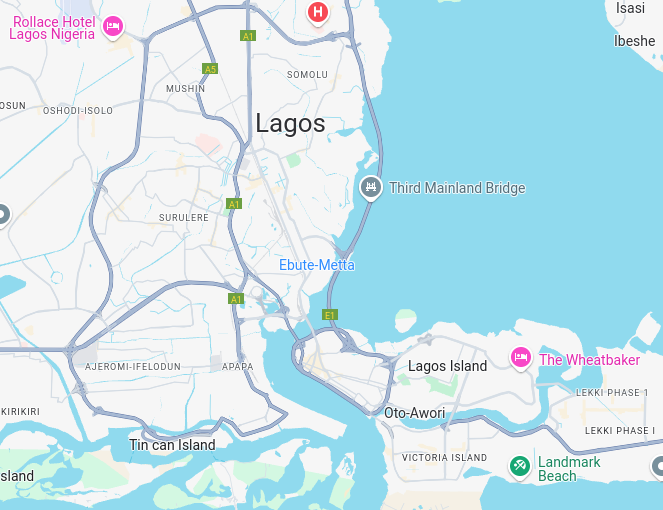 Isasi
Rollace Hotel
Lagos Nigeria
H
A1
Ibeshe
A5
SOMOLU
MUSHIN
OSUN
OSHODI-ISOLO
Lagos
Third Mainland Bridge
A1
SURULERE
Ebute-Metta
A1
E1
The Wheatbaker
AJEROMI-IFELODUN
APAPA
Lagos Island
LEKKI PHASE 1
KIRIKIRI
Oto-Awori
LEKKI PHASE I
Tin can Island
VICTORIA ISLAND
Landmark
Beach
sland